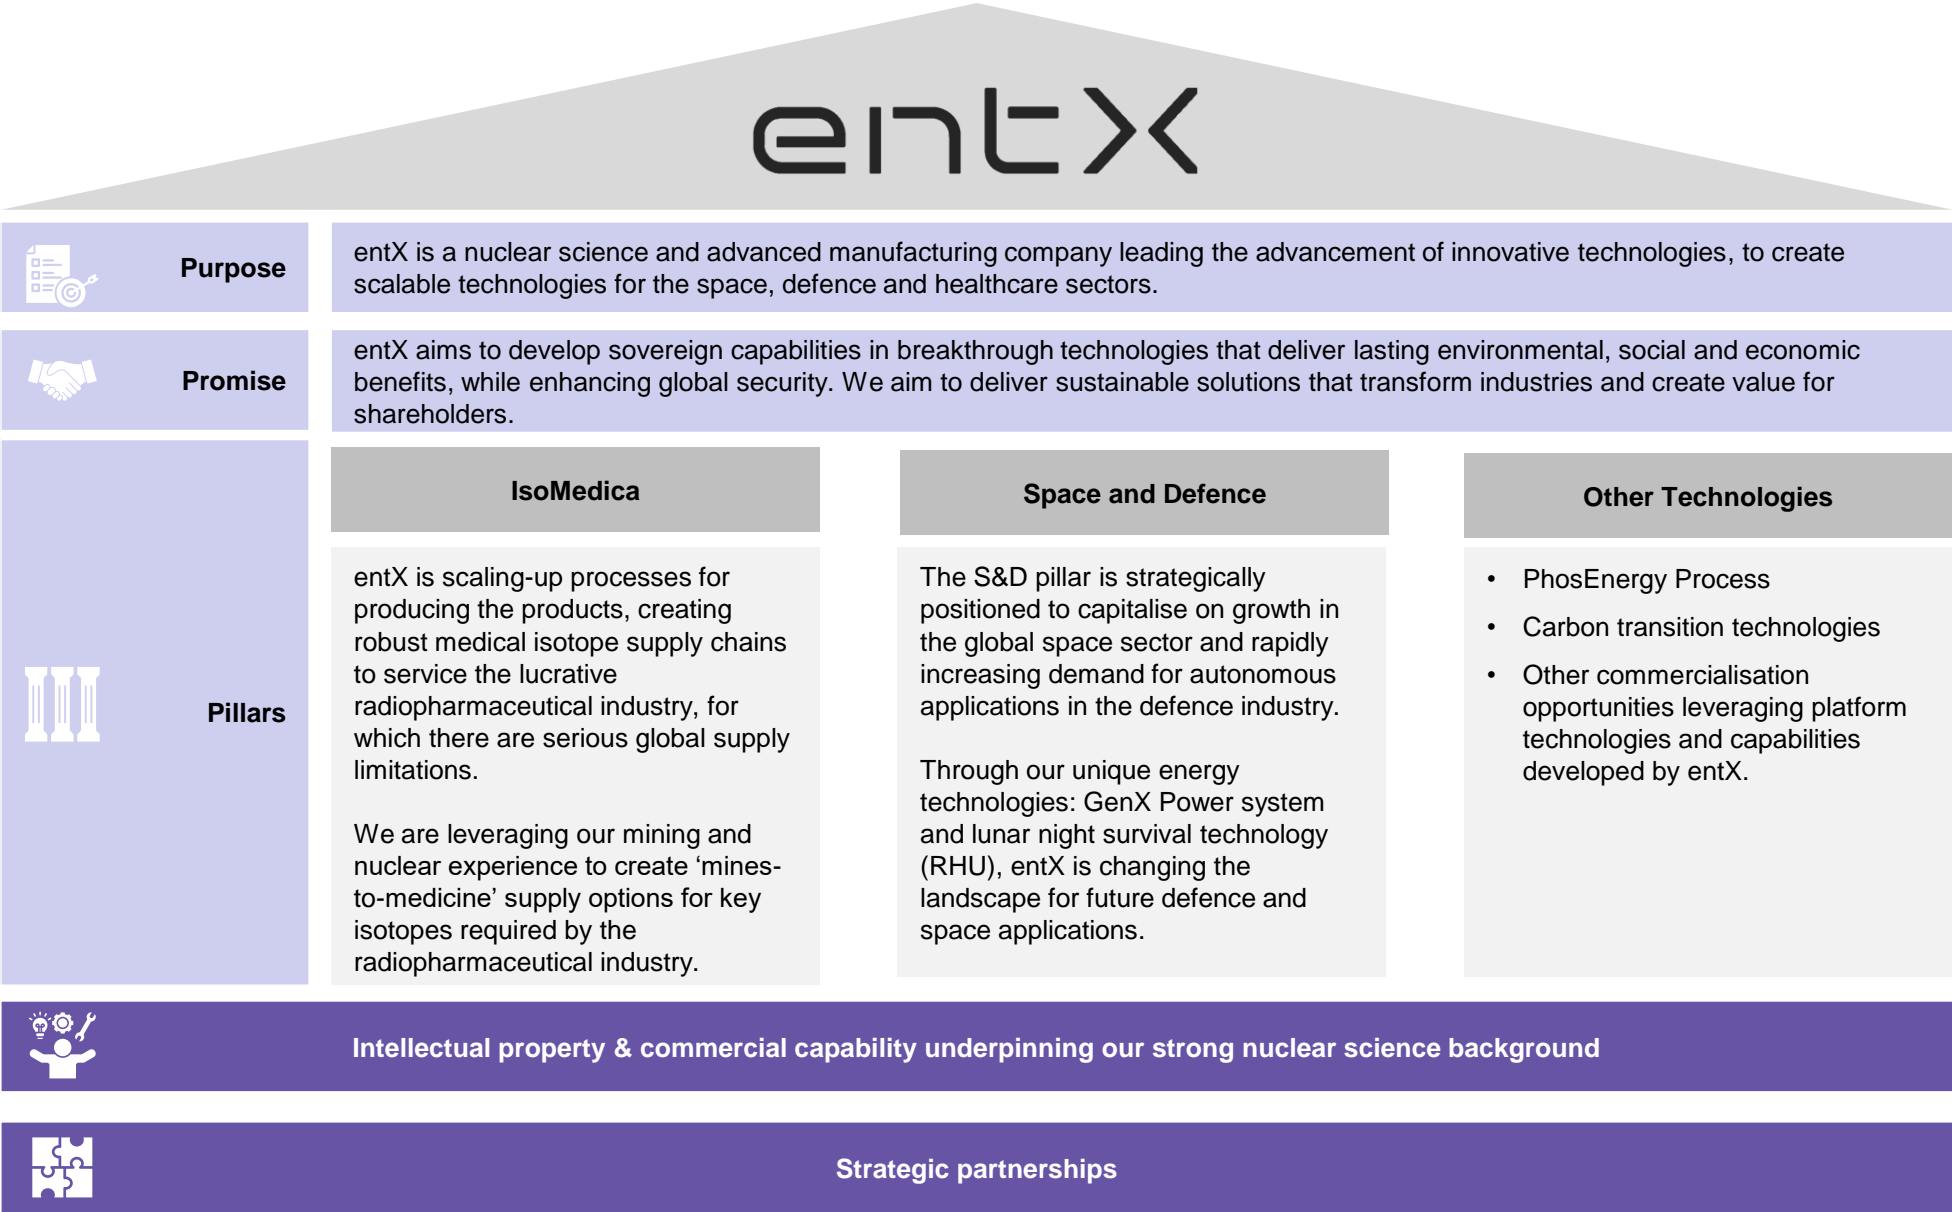 entX
Purpose
entX is a nuclear science and advanced manufacturing company leading the advancement of innovative technologies, to create
scalable technologies for the space, defence and healthcare sectors.
Promise
entX aims to develop sovereign capabilities in breakthrough technologies that deliver lasting environmental, social and economic
benefits, while enhancing global security. We aim to deliver sustainable solutions that transform industries and create value for
shareholders.
Pillars
IsoMedica
entX is scaling-up processes for
producing the products, creating
robust medical isotope supply chains
to service the lucrative
radiopharmaceutical industry, for
which there are serious global supply
limitations.
We are leveraging our mining and
nuclear experience to create ‘mines-
to-medicine’ supply options for key
isotopes required by the
radiopharmaceutical industry.
Space and Defence
The S&D pillar is strategically
positioned to capitalise on growth in
the global space sector and rapidly
increasing demand for autonomous
applications in the defence industry.
Through our unique energy
technologies: GenX Power system
and lunar night survival technology
(RHU), entX is changing the
landscape for future defence and
space applications.
Other Technologies
• PhosEnergy Process
• Carbon transition technologies
• Other commercialisation
opportunities leveraging platform
technologies and capabilities
developed by entX.
Intellectual property & commercial capability underpinning our strong nuclear science background
Strategic partnerships